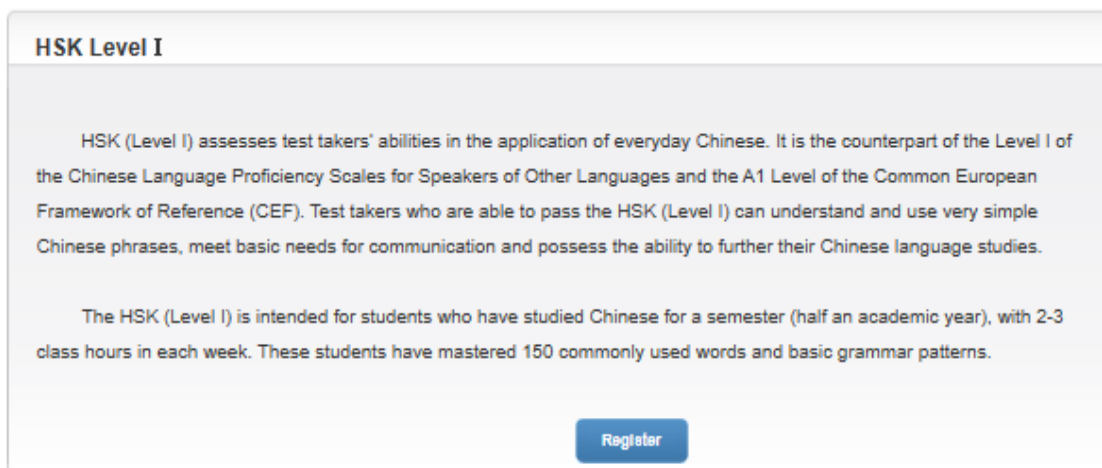 HSK Level I
HSK (Level I) assesses test takers' abilities in the application of everyday Chinese. It is the counterpart of the Level I of
the Chinese Language Proficiency Scales for Speakers of Other Languages and the A1 Level of the Common European
Framework of Reference (CEF). Test takers who are able to pass the HSK (Level I) can understand and use very simple
Chinese phrases, meet basic needs for communication and possess the ability to further their Chinese language studies.
The HSK (Level I) is intended for students who have studied Chinese for a semester (half an academic year), with 2-3
class hours in each week. These students have mastered 150 commonly used words and basic grammar patterns.
Register